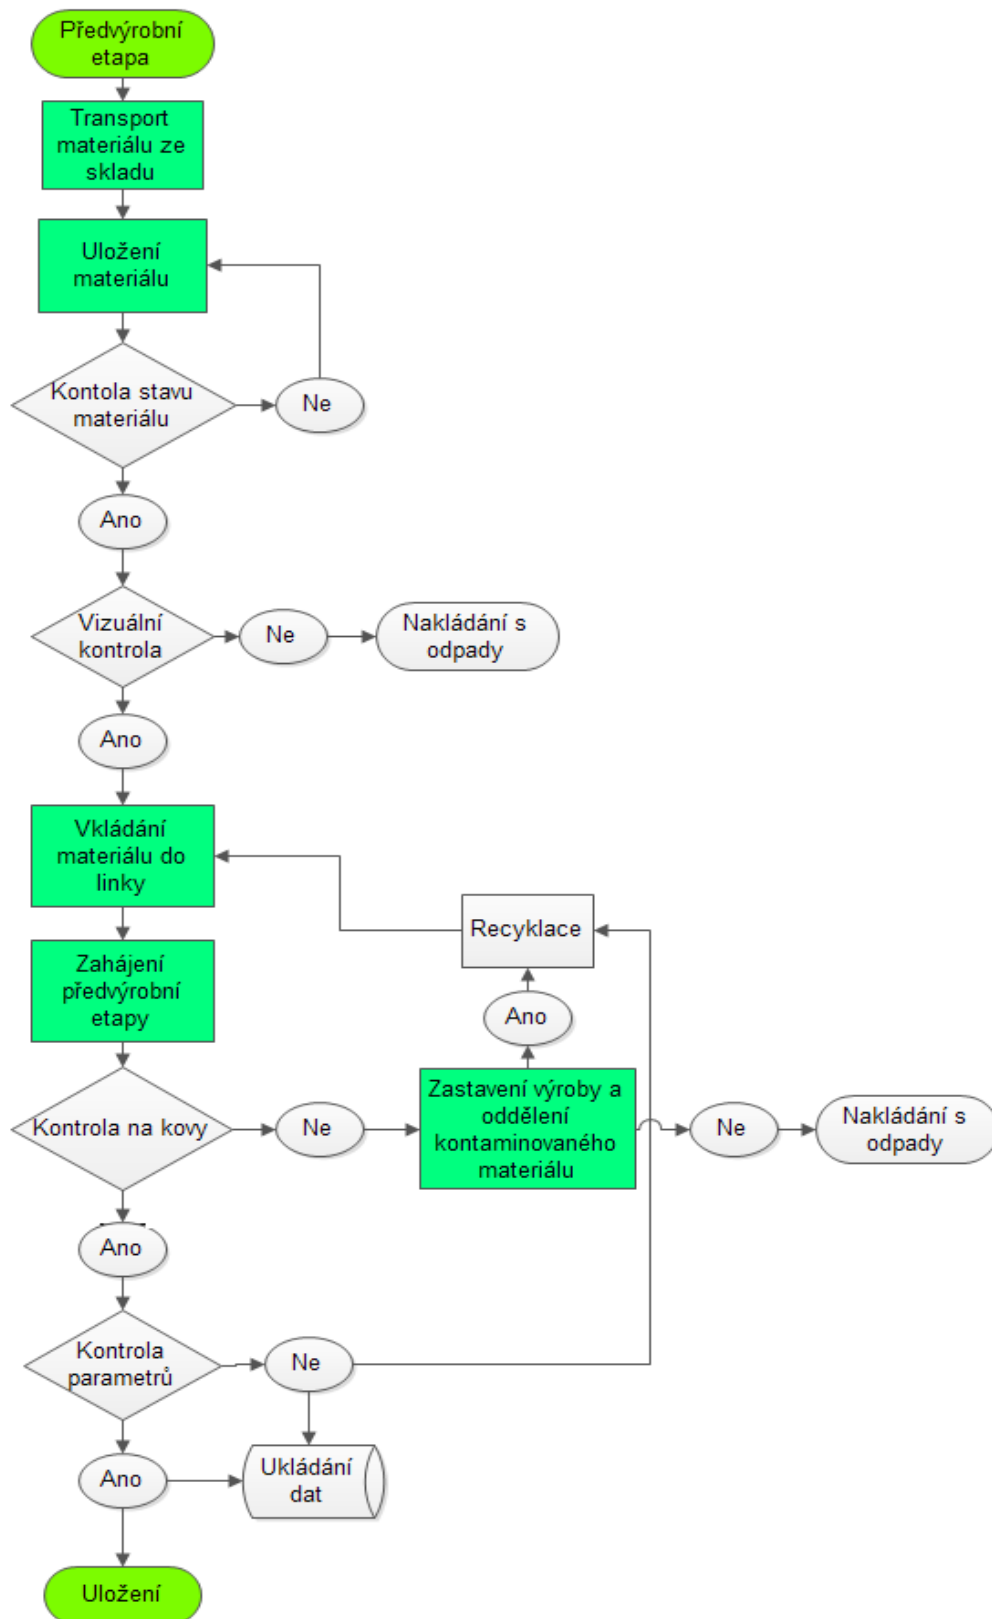 Předvýrobní
etapa
Transport
materiálu ze
skladu
Uložení
materiálu
Kontola stavu
materiálu
Ne
Ano
Vizuální
kontrola
Ne
Nakládání s
odpady
Ano
Vkládání
materiálu do
linky
Recyklace
Zahájení
předvýrobní
etapy
Ano
Kontrola na kovy
Ne
Zastavení výroby a
oddělení
kontaminovaného
materiálu
Ne
Nakládání s
odpady
Ano
Kontrola
parametrů
Ne
Ano
Ukládání
dat
Uložení